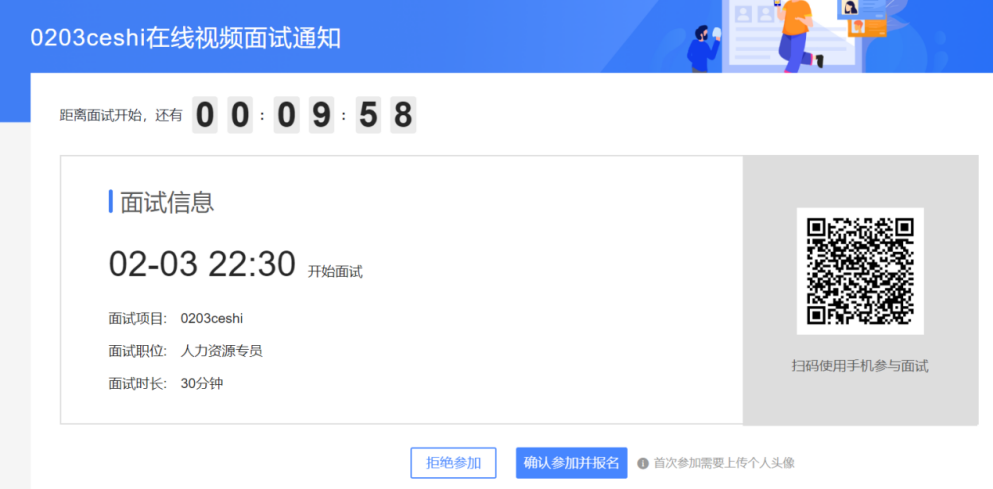 0203ceshi在线视频面试通知
距离面试开始，还有 00:09:58
面试信息
02-03 22:30 开始面试
面试项目: 0203ceshi
面试职位: 人力资源专员
面试时长: 30分钟
扫码使用手机参与面试
拒绝参加 确认参加并报名 首次参加需要上传个人头像